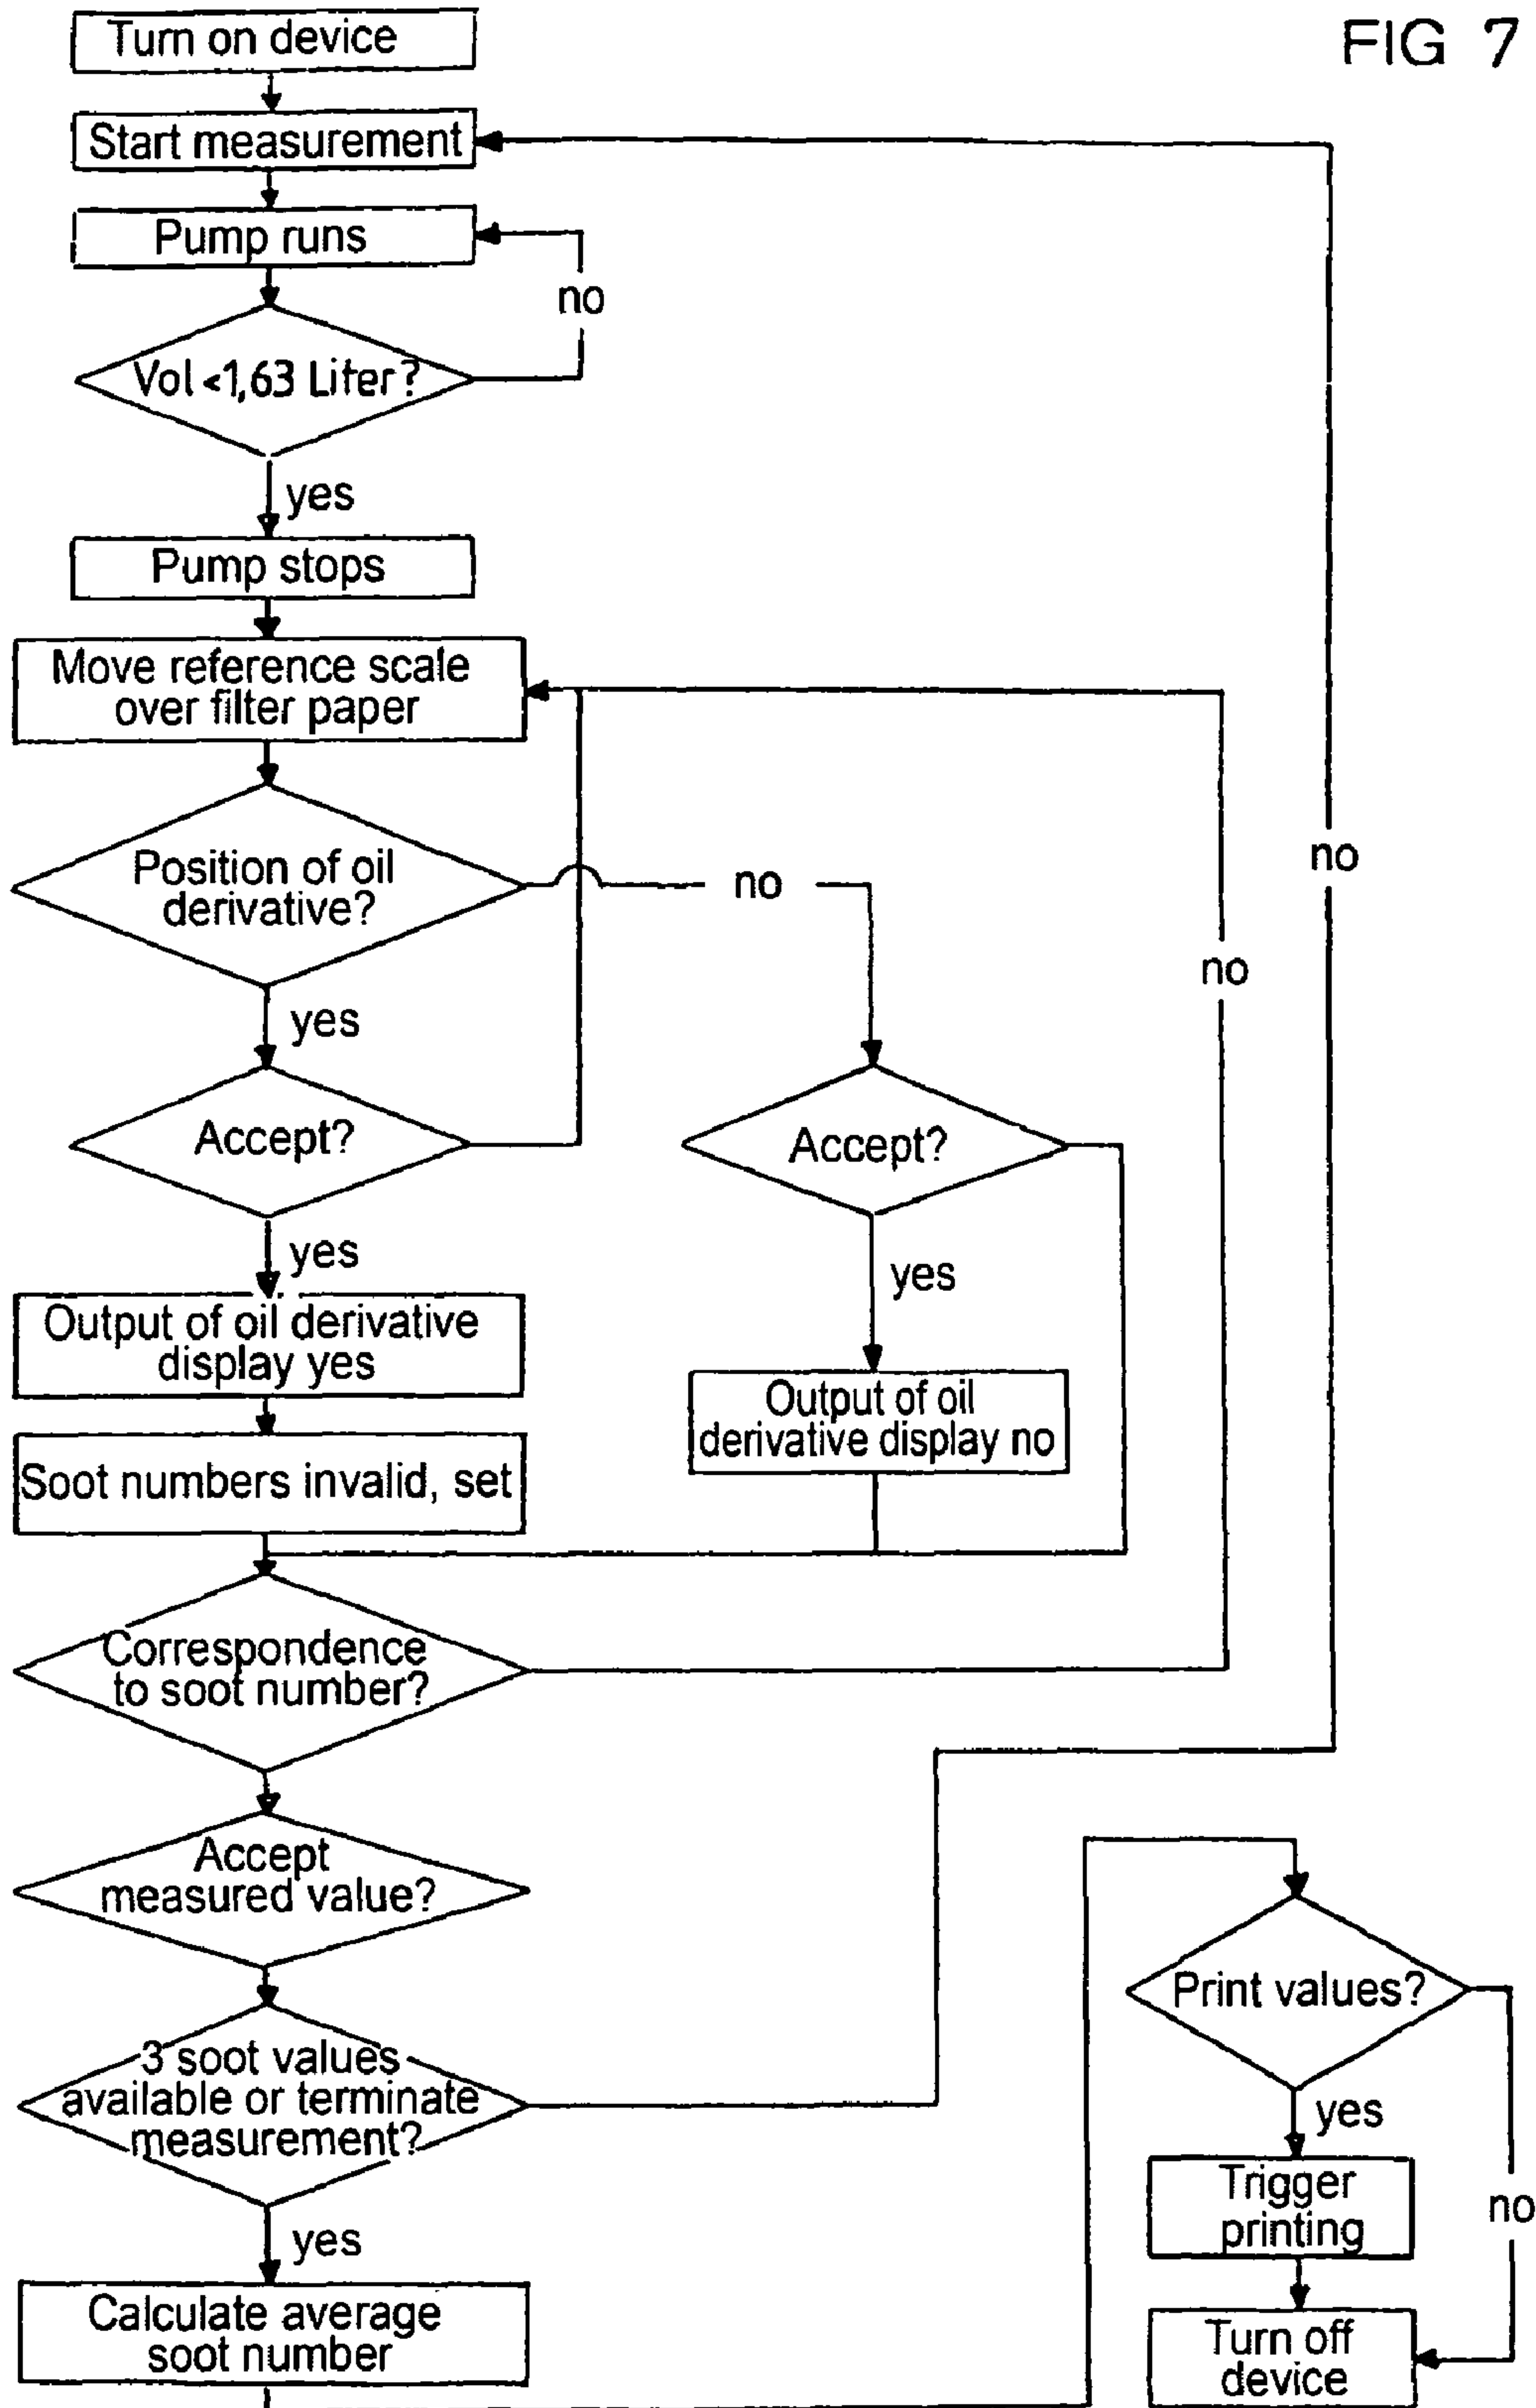 FIG 7
Turn on device
Start measurement
Pump runs
no
Vol <1,63 Liter?
yes
Pump stops
Move reference scale
over filter paper
Position of oil
derivative?
no
no
no
yes
Accept?
Accept?
yes
yes
Output of oil derivative
display yes
Output of oil
derivative display no
Soot numbers invalid, set
Correspondence
to soot number?
Accept
measured value?
3 soot values
available or terminate
measurement?
yes
Calculate average
soot number
Print values?
yes
no
Trigger
printing
Turn off
device